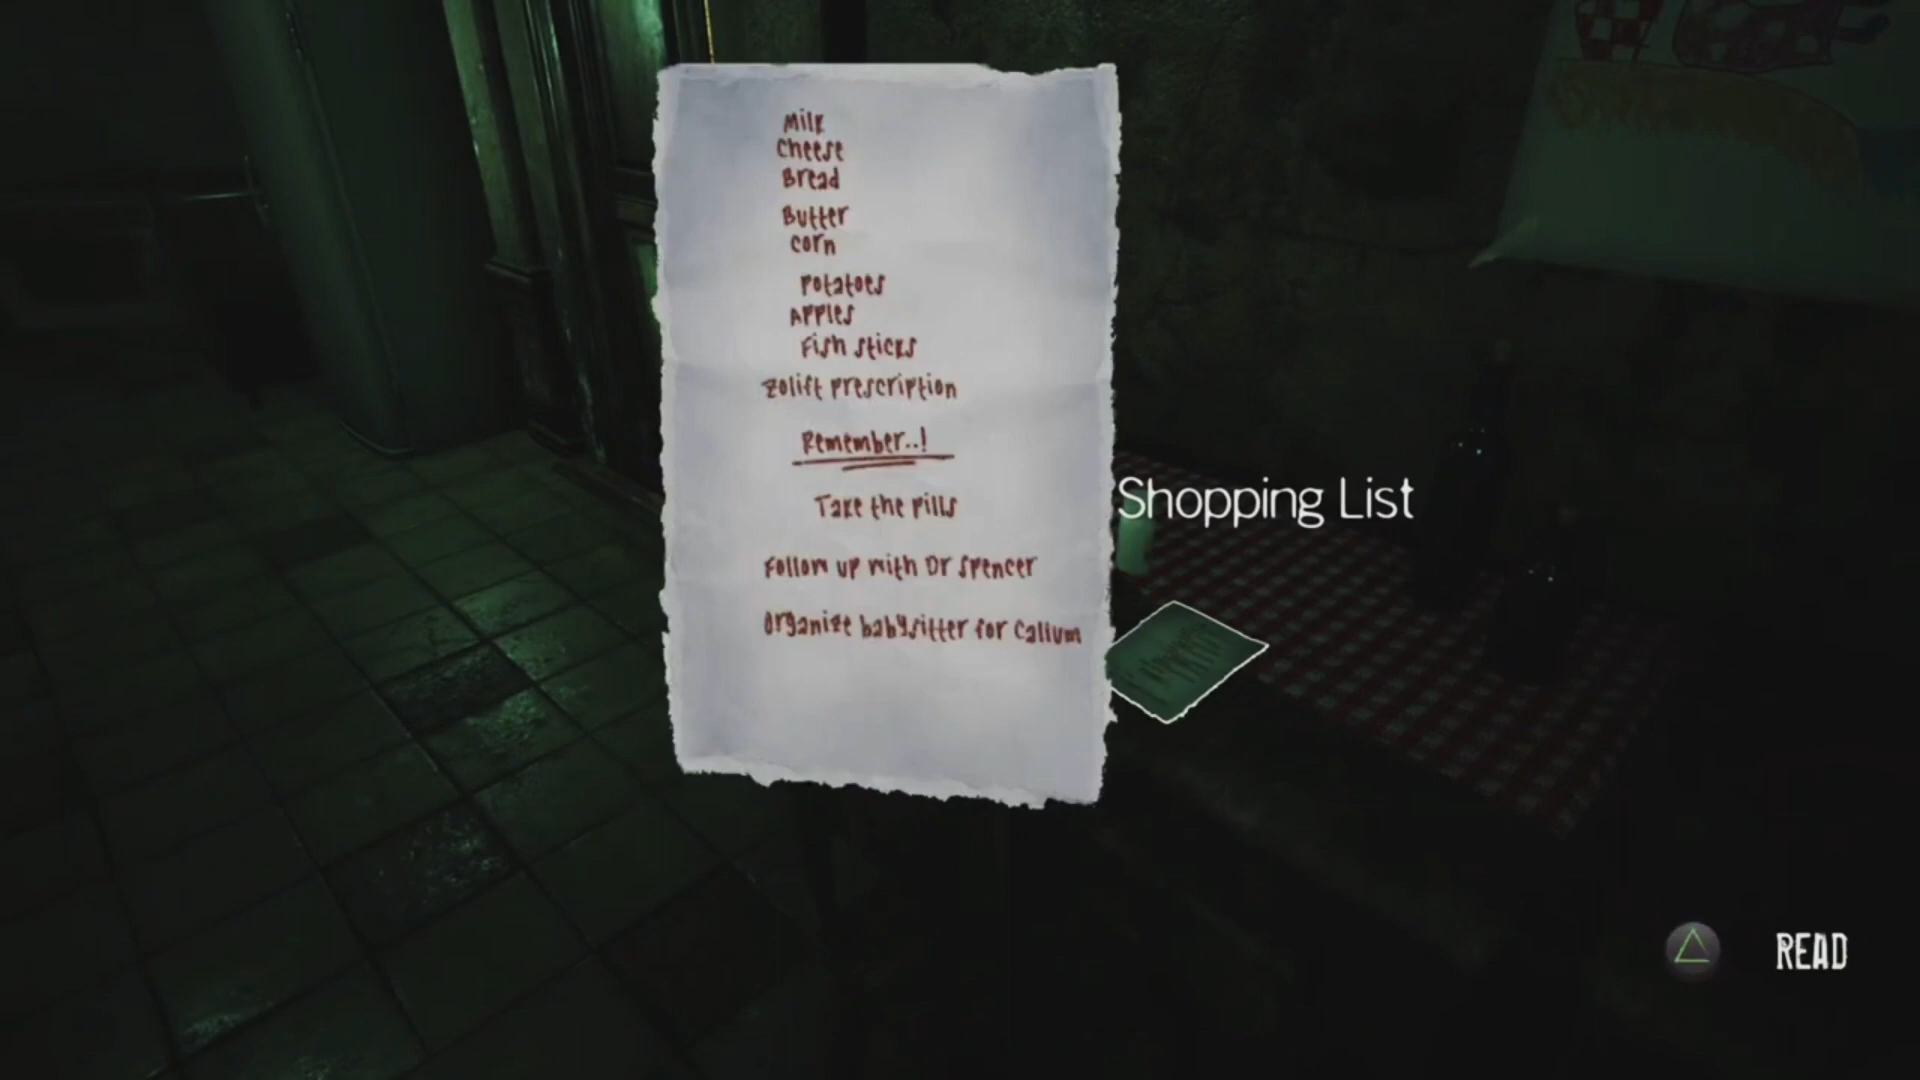 Milk
Cheese
Bread
Butter
corn
Potatoes
Apples
Fish sticks
Zolift prescription
Remember..!
Take the pills
Follow up with Dr Spencer
Organize babysitter for Callum
Shopping List
READ